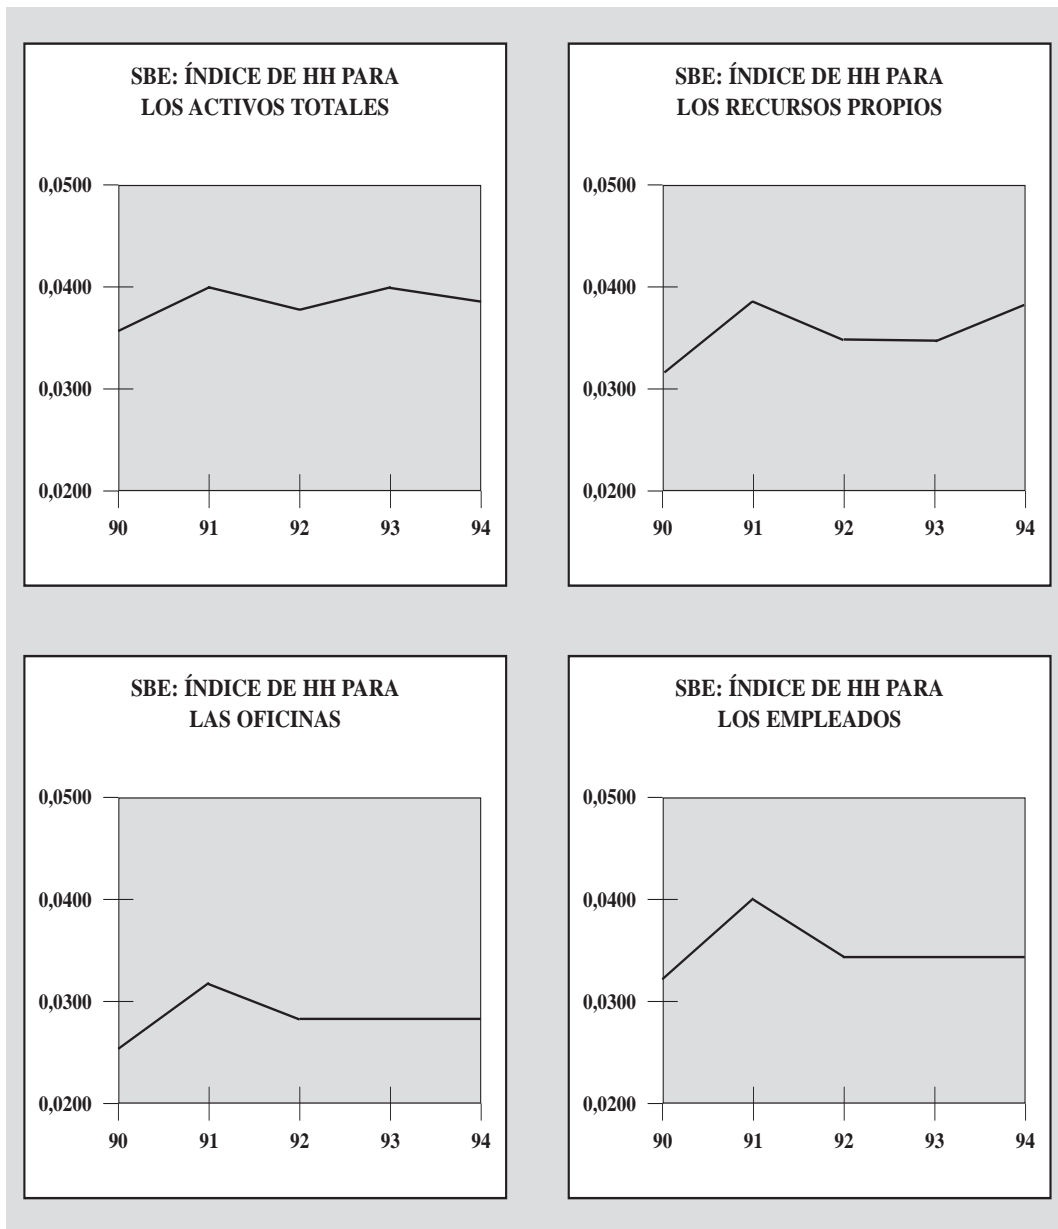 SBE: ÍNDICE DE HH PARA
LOS ACTIVOS TOTALES
0,0500
0,0400
0,0300
0,0200
90 91 92 93 94
SBE: ÍNDICE DE HH PARA
LOS RECURSOS PROPIOS
0,0500
0,0400
0,0300
0,0200
90 91 92 93 94
SBE: ÍNDICE DE HH PARA
LAS OFICINAS
0,0500
0,0400
0,0300
0,0200
90 91 92 93 94
SBE: ÍNDICE DE HH PARA
LOS EMPLEADOS
0,0500
0,0400
0,0300
0,0200
90 91 92 93 94